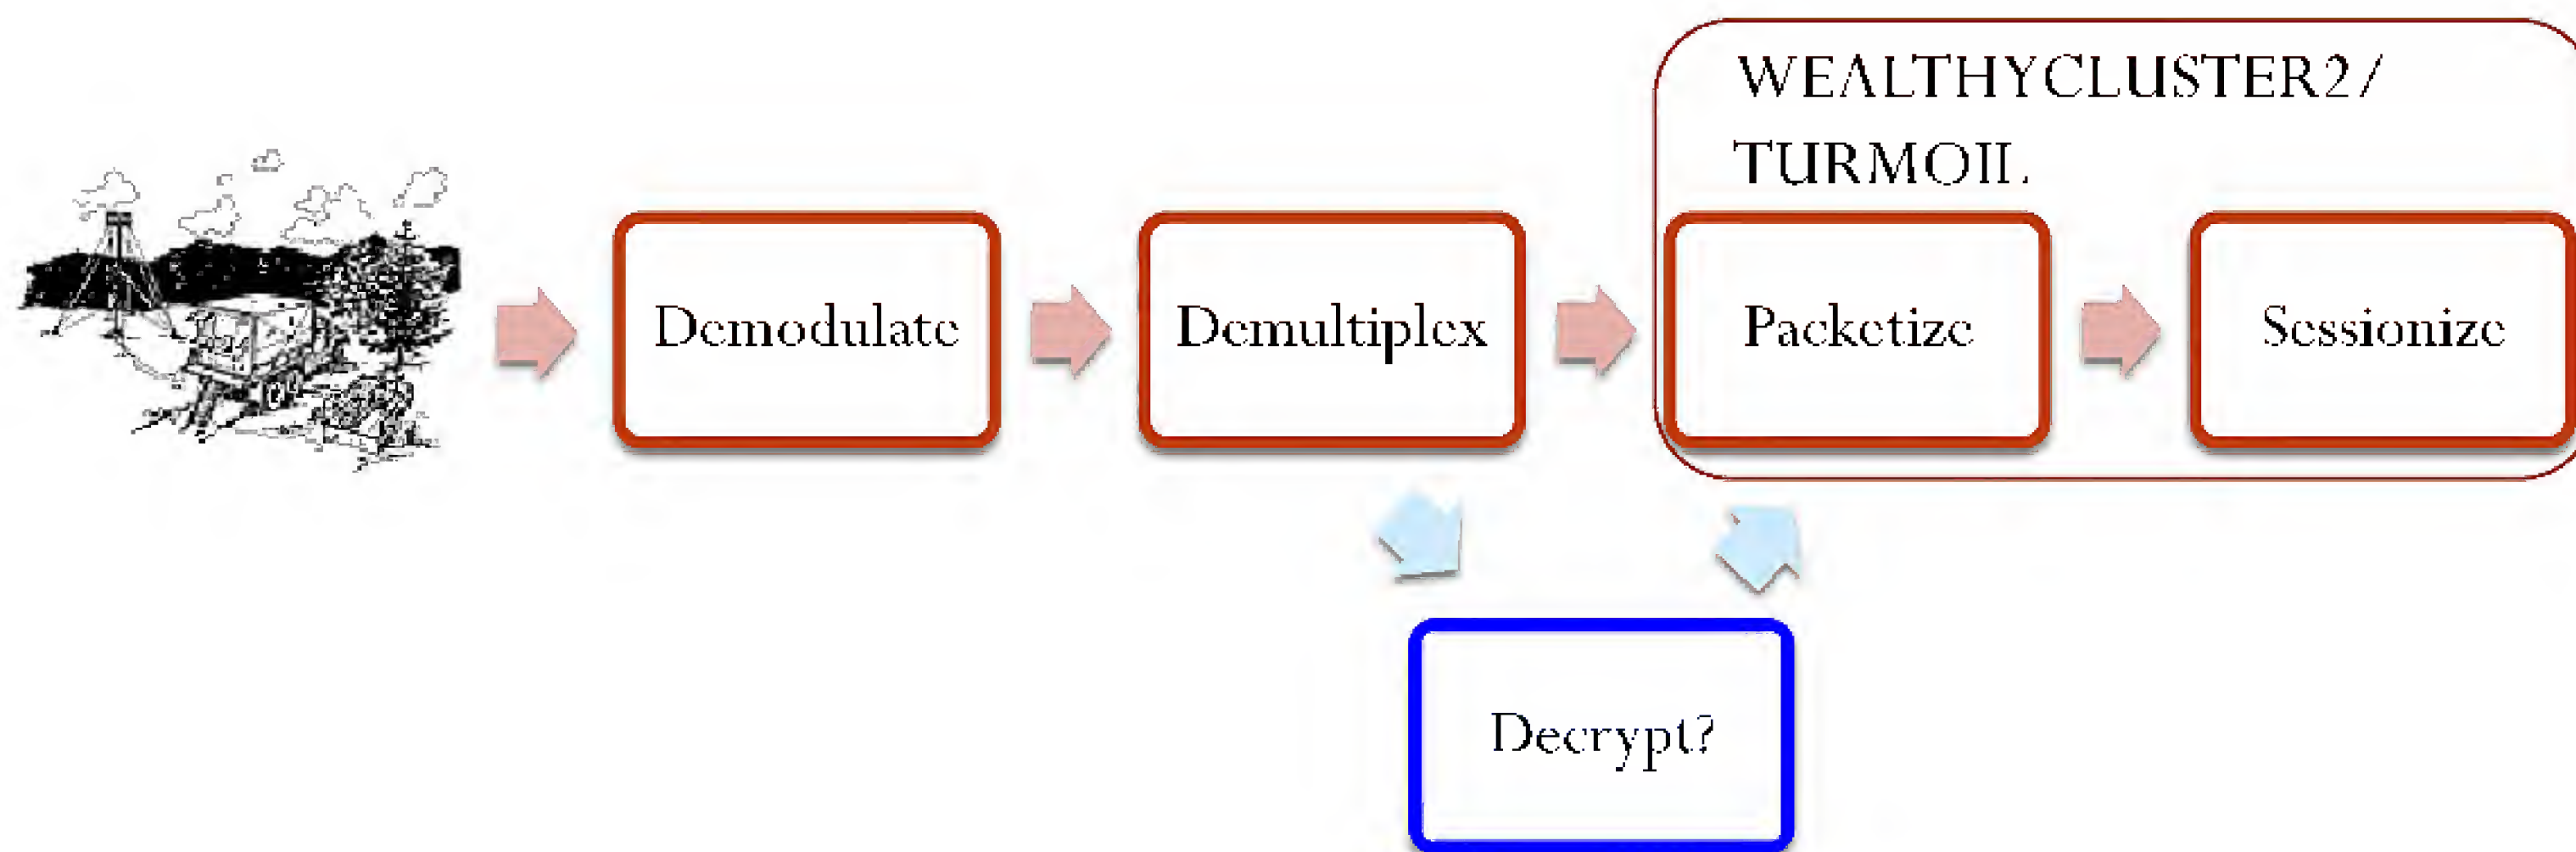 WEALTHYCLUSTER2/
TURMOIL
Demodulate
Demultiplex
Packetize
Sessionize
Decrypt?